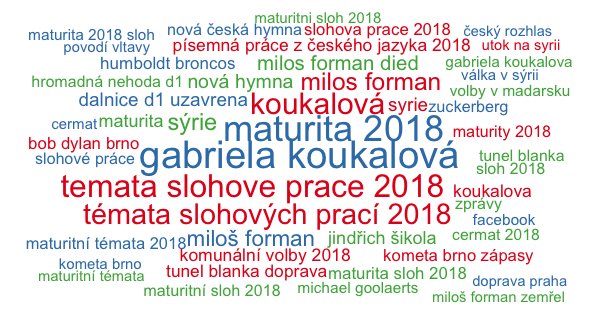 maturitni sloh 2018
maturita 2018 sloh
nová česká hymna
slohova prace 2018
český rozhlas
povodí vltavy
písemná práce z českého jazyka 2018
utok na syrii
humboldt broncos
milos forman died
gabriela koukalova
hromadná nehoda d1
nová hymna
milos forman
válka v sýrii
volby v madarsku
dalnice d1 uzavrena
koukalová
syrie
zuckerberg
cermat
maturita
sýrie
maturita 2018
maturity 2018
bob dylan brno
slohové práce
gabriela koukalová
tunel blanka
sloh 2018
temata slohove prace 2018
koukalova
zprávy
témata slohových prací 2018
facebook
maturitní témata 2018
miloš forman
jindřich šikola
cermat 2018
komunální volby 2018
kometa brno zápasy
kometa brno
maturitní témata
tunel blanka doprava
maturita sloh 2018
doprava praha
maturitní sloh 2018
michael goolaerts
miloš forman zemřel